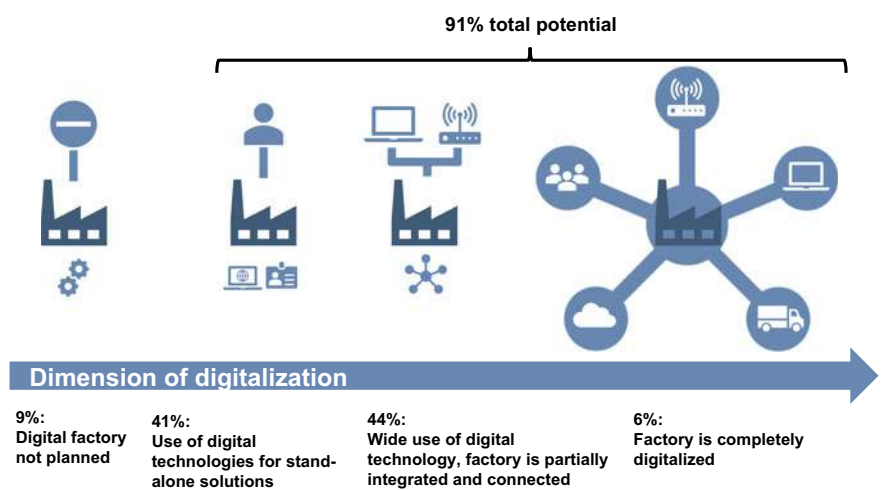 91% total potential
Dimension of digitalization
9%:
Digital factory
not planned
41%:
Use of digital
technologies for stand-
alone solutions
44%:
Wide use of digital
technology, factory is partially
integrated and connected
6%:
Factory is completely
digitalized